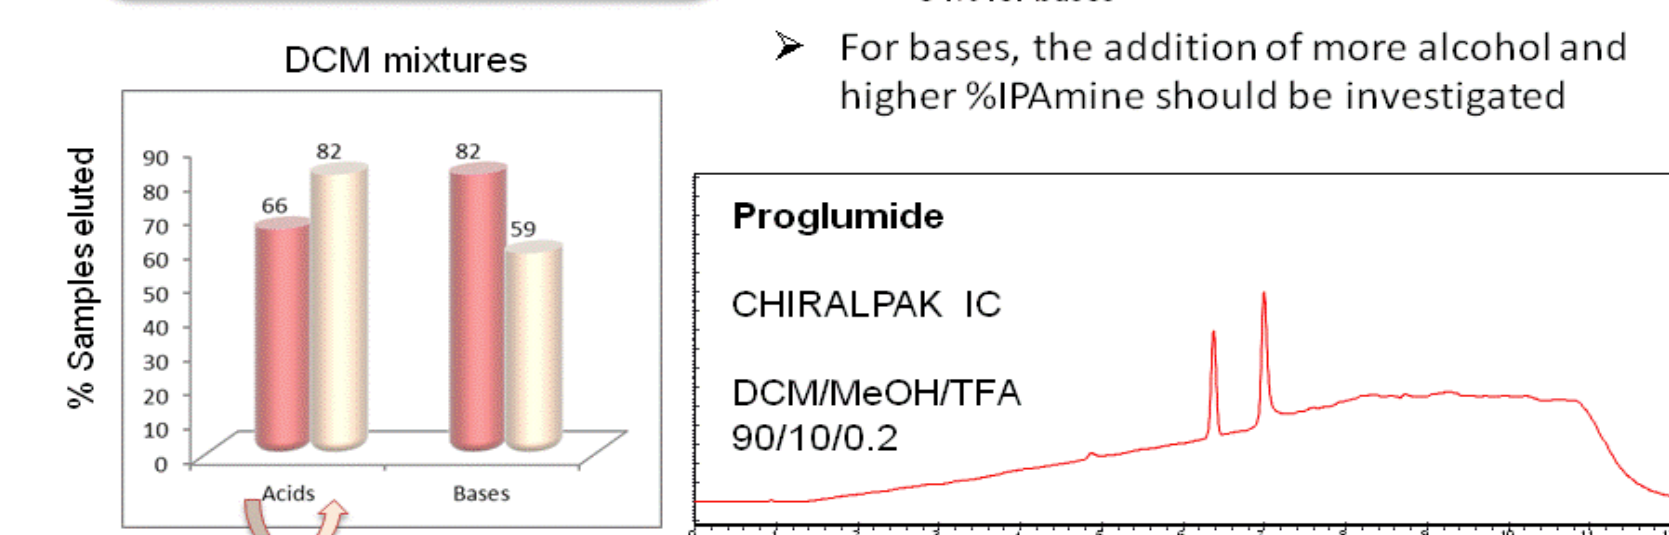 DCM mixtures
% Samples eluted
90
80
70
60
50
40
30
20
10
0
66
82
82
59
Acids
Bases
➢ For bases, the addition of more alcohol and
higher %IPAmine should be investigated
Proglumide
CHIRALPAK IC
DCM/MeOH/TFA
90/10/0.2